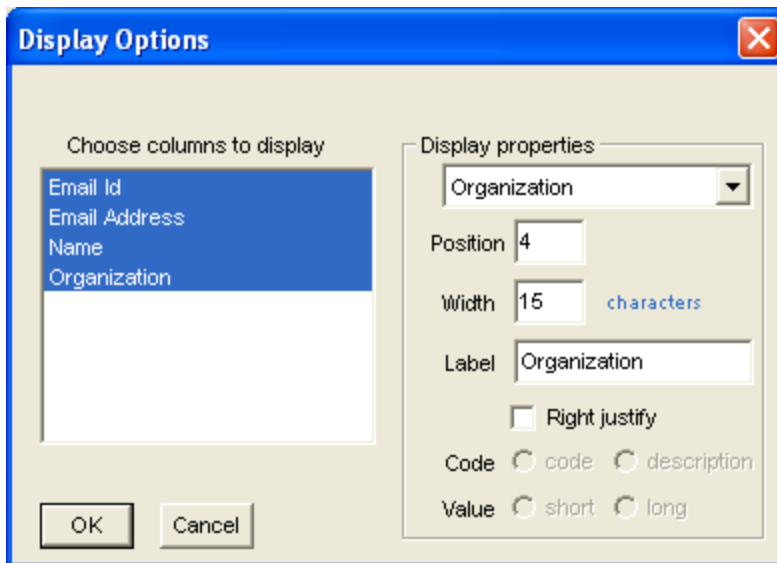 Display Options
Choose columns to display
Email Id
Email Address
Name
Organization
Display properties
Organization
Position 4
Width 15 characters
Label Organization
Right justify
Code code description
Value short long
OK Cancel